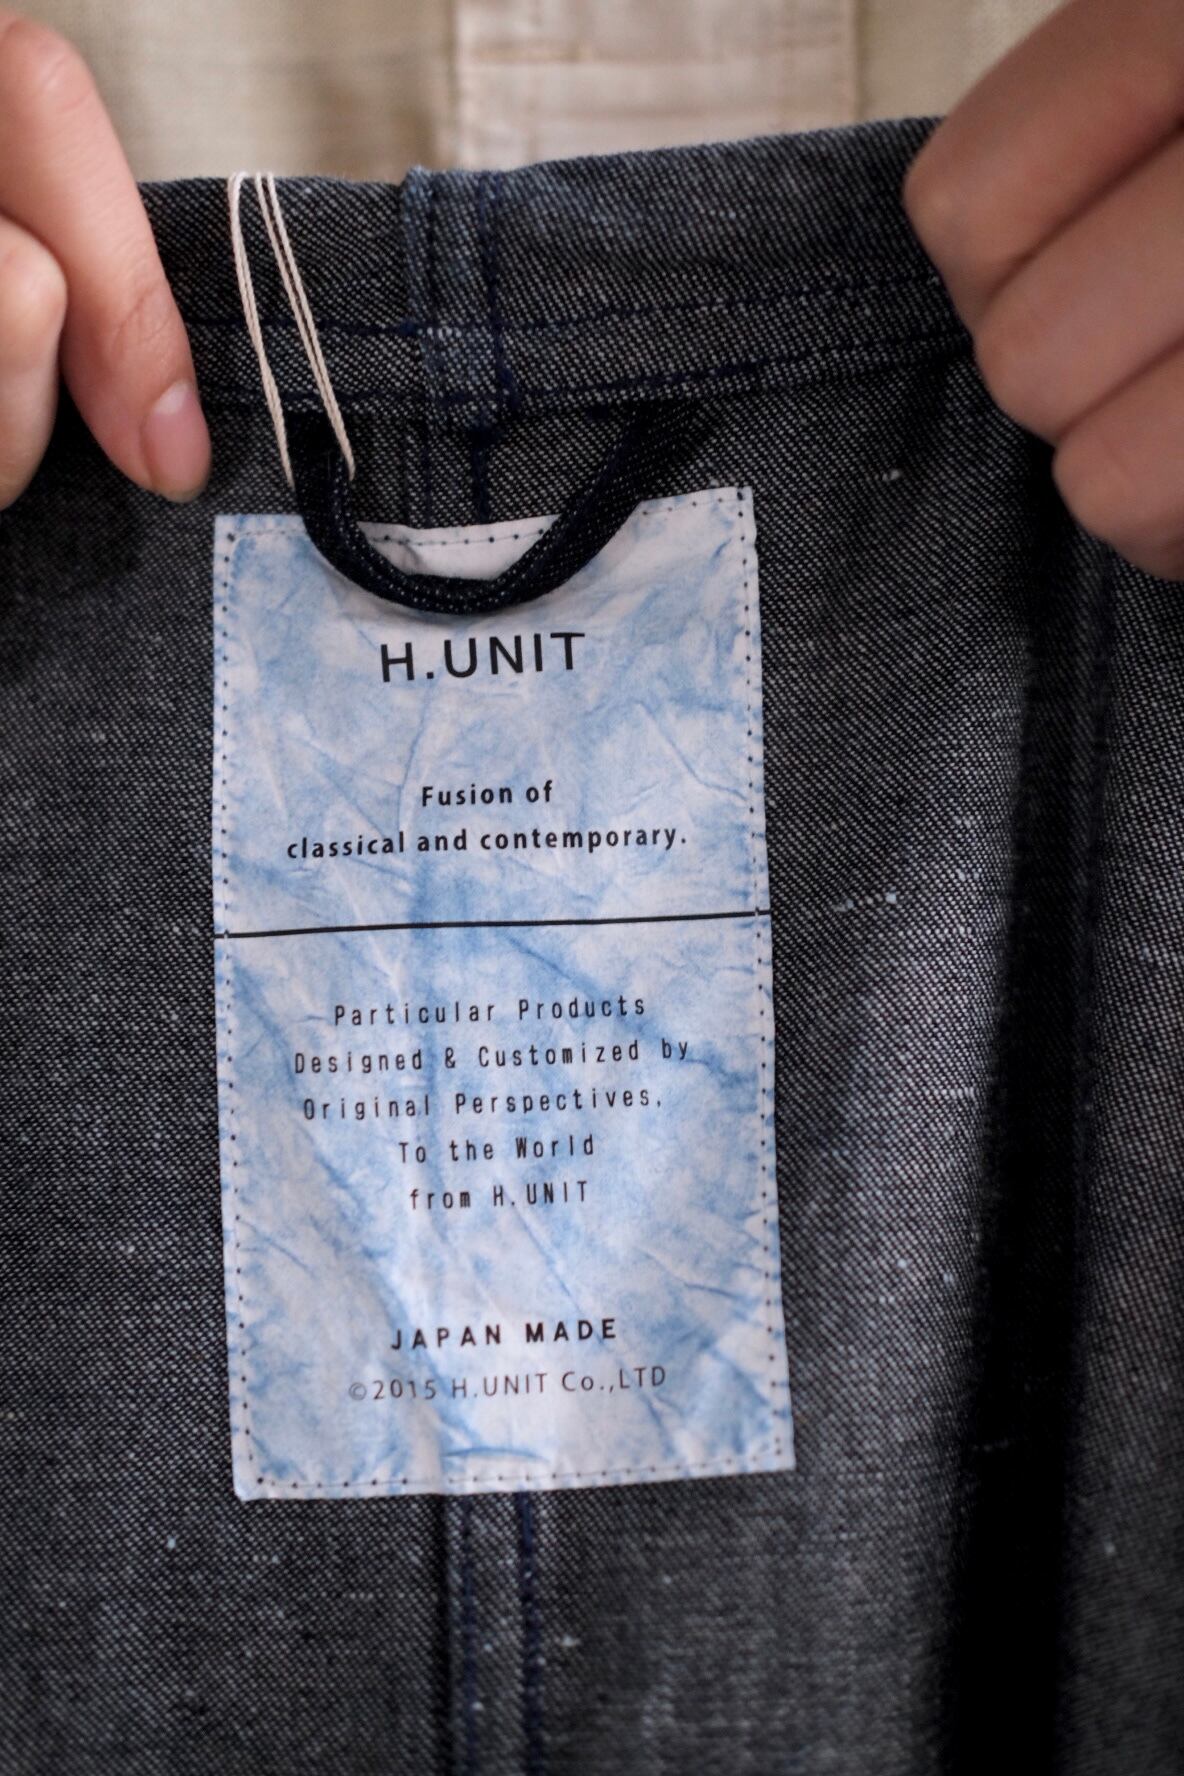 H.UNIT
Fusion of
classical and contemporary.
Particular Products
Designed & Customized by
Original Perspectives,
To the World
from H.UNIT
JAPAN MADE
©2015 H.UNIT Co.,LTD